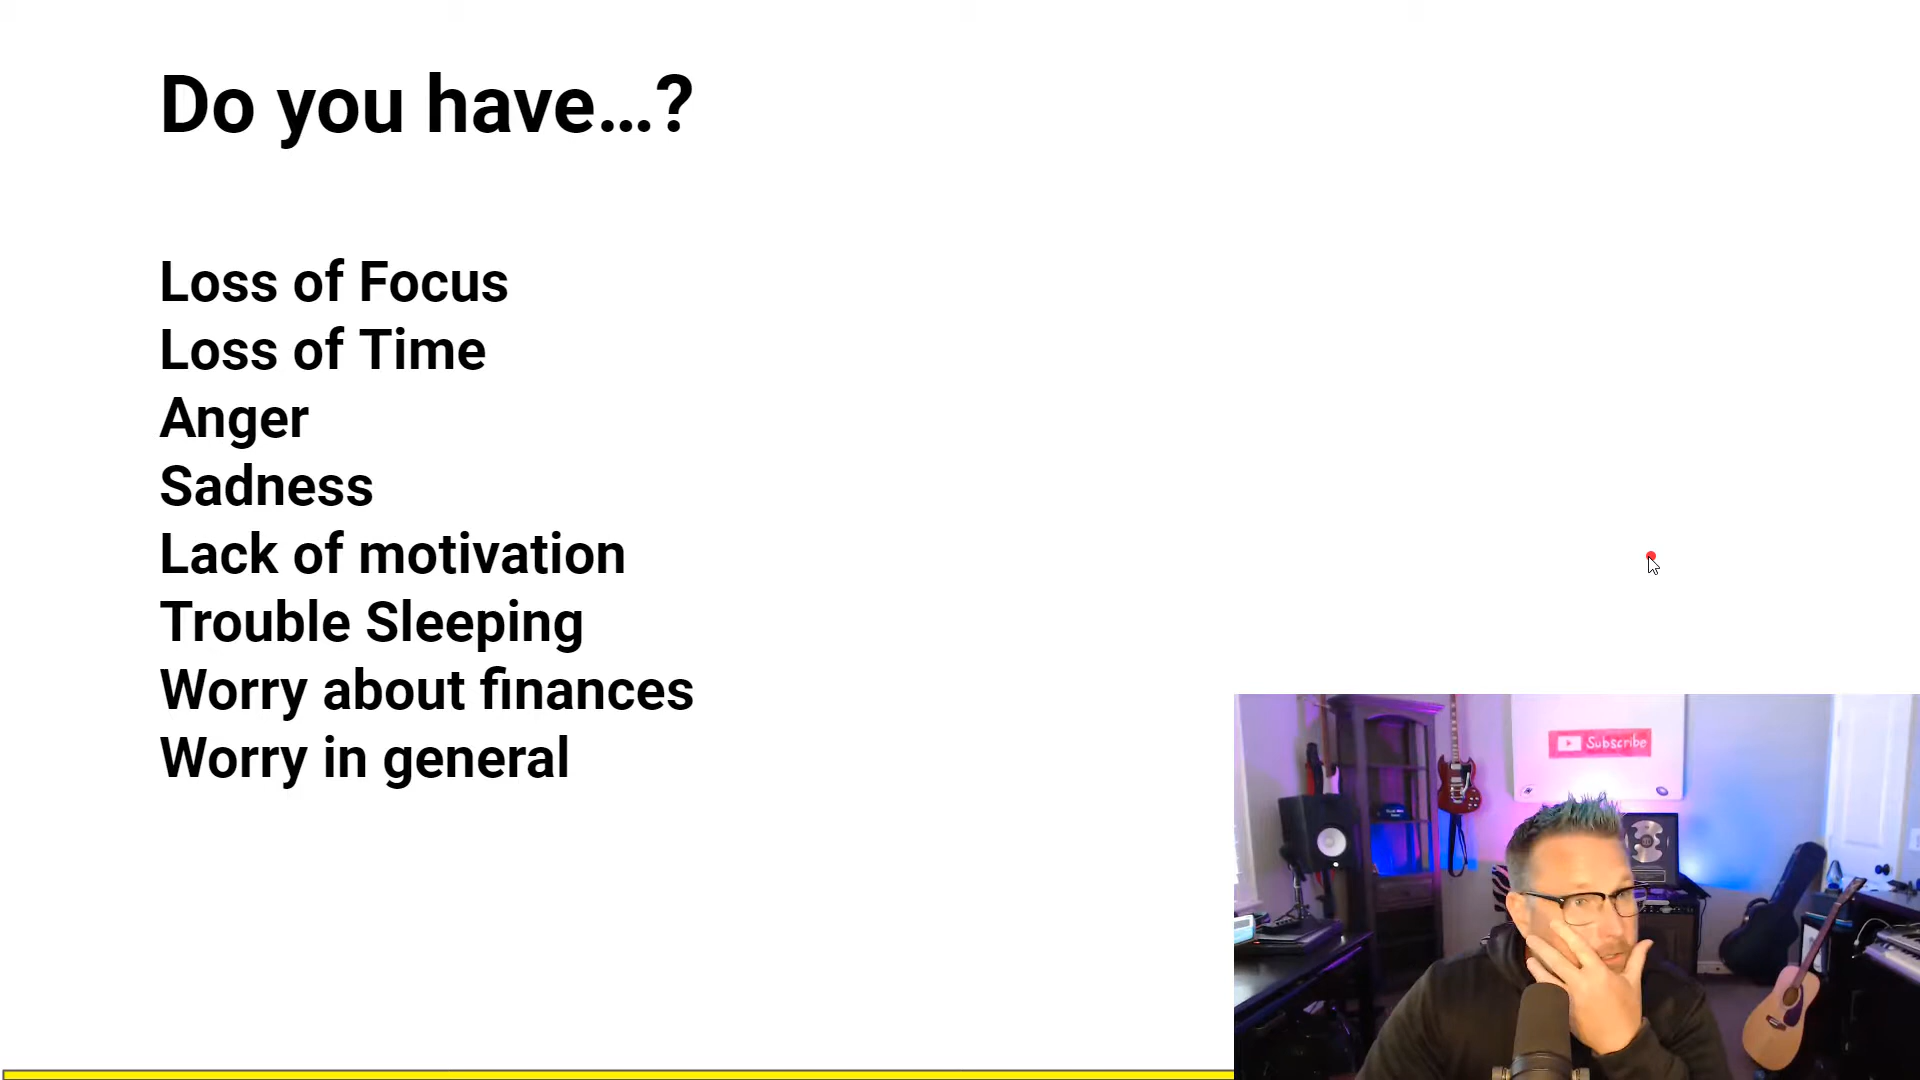 Do you have...?
Loss of Focus
Loss of Time
Anger
Sadness
Lack of motivation
Trouble Sleeping
Worry about finances
Worry in general
Subscribe